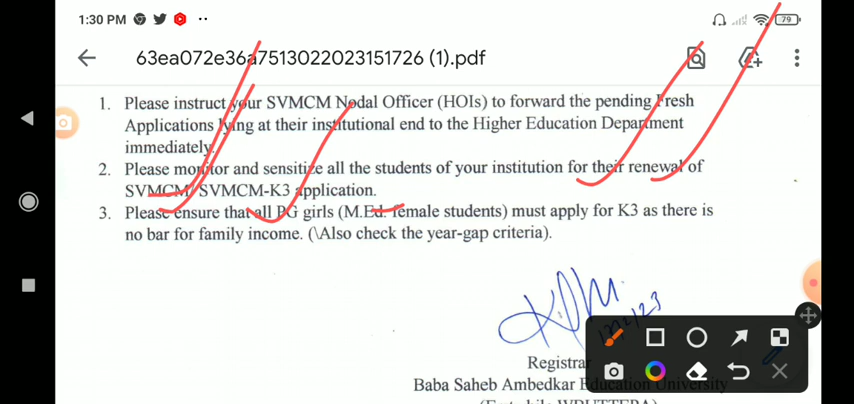 1:30 PM
79
63ea072e36a7513022023151726 (1).pdf
1. Please instruct your SVMCM Nodal Officer (HOIs) to forward the pending Fresh
Applications lying at their institutional end to the Higher Education Department
immediately.
2. Please monitor and sensitize all the students of your institution for their renewal of
SVMCM/ SVMCM-K3 application.
3. Please ensure that all PG girls (M.Ed. female students) must apply for K3 as there is
no bar for family income. (\Also check the year-gap criteria).
Registrar
Baba Saheb Ambedkar Education University